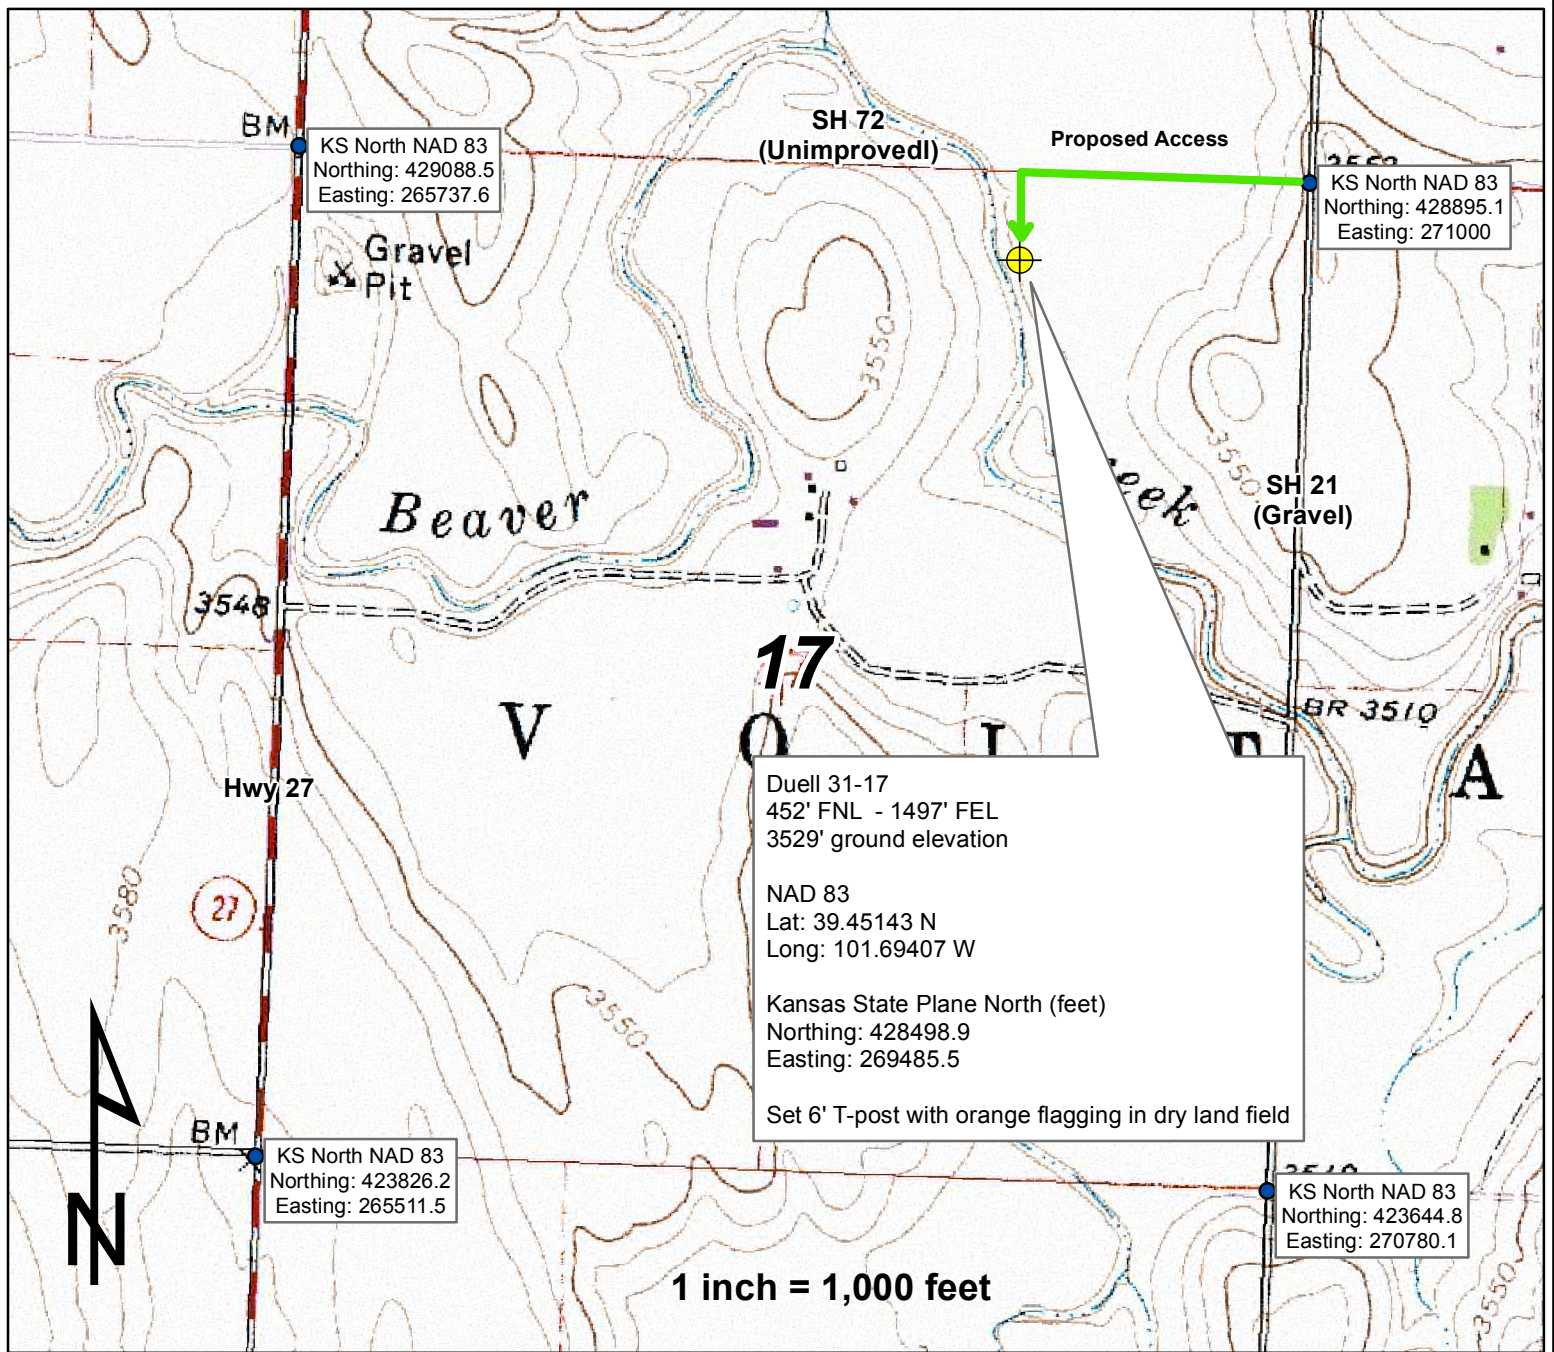 BM
KS North NAD 83
Northing: 429088.5
Easting: 265737.6
SH 72
(Unimprovedl)
Proposed Access
KS North NAD 83
Northing: 428895.1
Easting: 271000
Gravel
Pit
3550
Beaver
eek
3550
SH 21
(Gravel)
3548
17
BR 3510
V
O
A
Hwy 27
27
3580
3550
Duell 31-17
452' FNL - 1497' FEL
3529' ground elevation
NAD 83
Lat: 39.45143 N
Long: 101.69407 W
Kansas State Plane North (feet)
Northing: 428498.9
Easting: 269485.5
Set 6' T-post with orange flagging in dry land field
BM
KS North NAD 83
Northing: 423826.2
Easting: 265511.5
N
KS North NAD 83
Northing: 423644.8
Easting: 270780.1
1 inch = 1,000 feet
3550